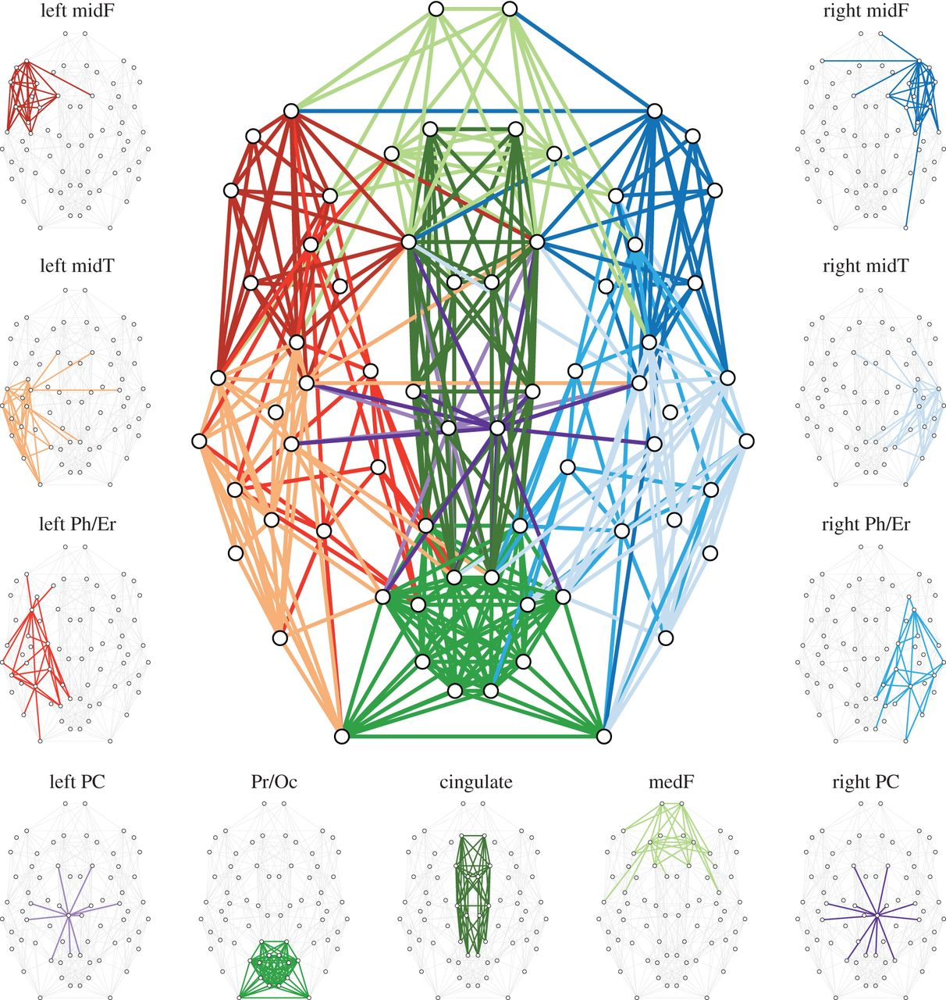 left midF
right midF
left midT
right midT
left Ph/Er
right Ph/Er
left PC
Pr/Oc
cingulate
medF
right PC